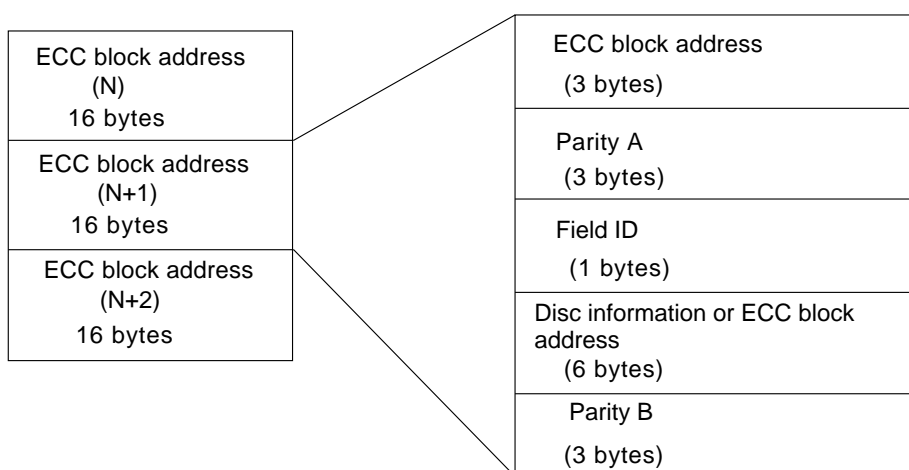 ECC block address
(N)
16 bytes
ECC block address
(N+1)
16 bytes
ECC block address
(N+2)
16 bytes
ECC block address
(3 bytes)
Parity A
(3 bytes)
Field ID
(1 bytes)
Disc information or ECC block
address
(6 bytes)
Parity B
(3 bytes)